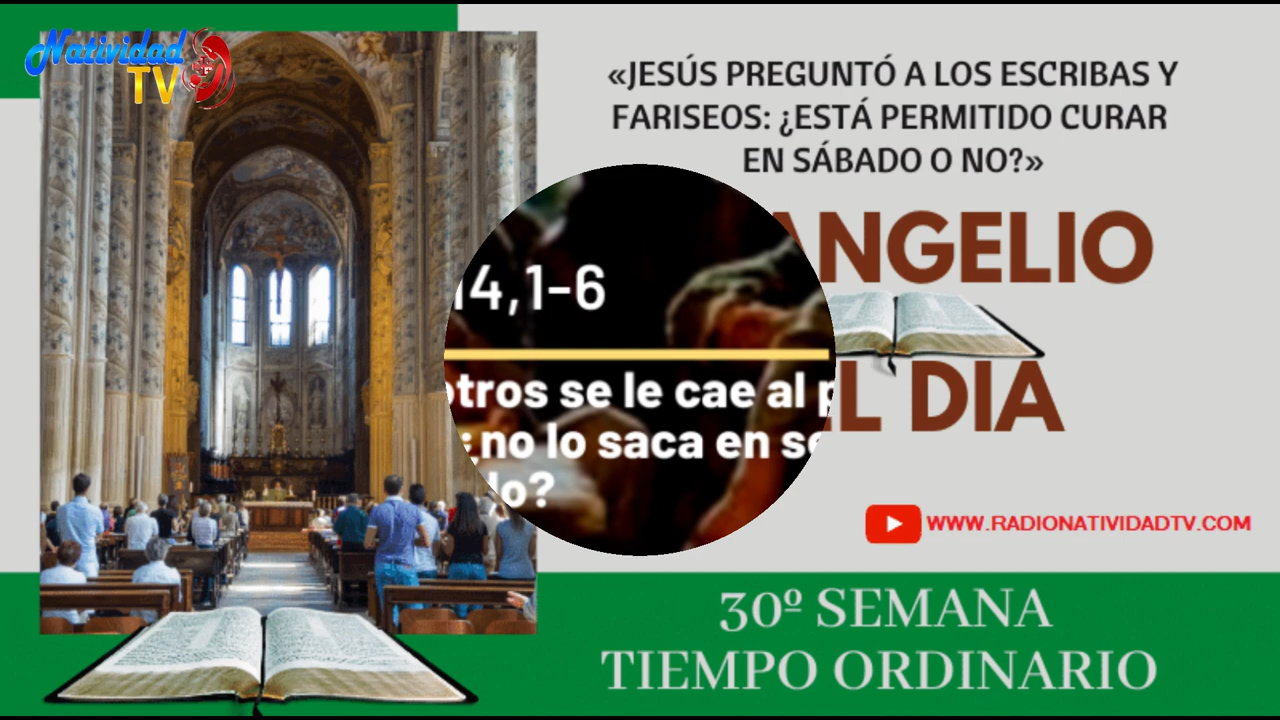 Natividad
TV
«JESÚS PREGUNTÓ A LOS ESCRIBAS Y
FARISEOS: ¿ESTÁ PERMITIDO CURAR
EN SÁBADO O NO?»
ANGELIO
14,1-6
otros se le cae al p
¿no lo saca en se
do?
L DIA
WWW.RADIONATIVIDADTV.COM
30º SEMANA
TIEMPO ORDINARIO